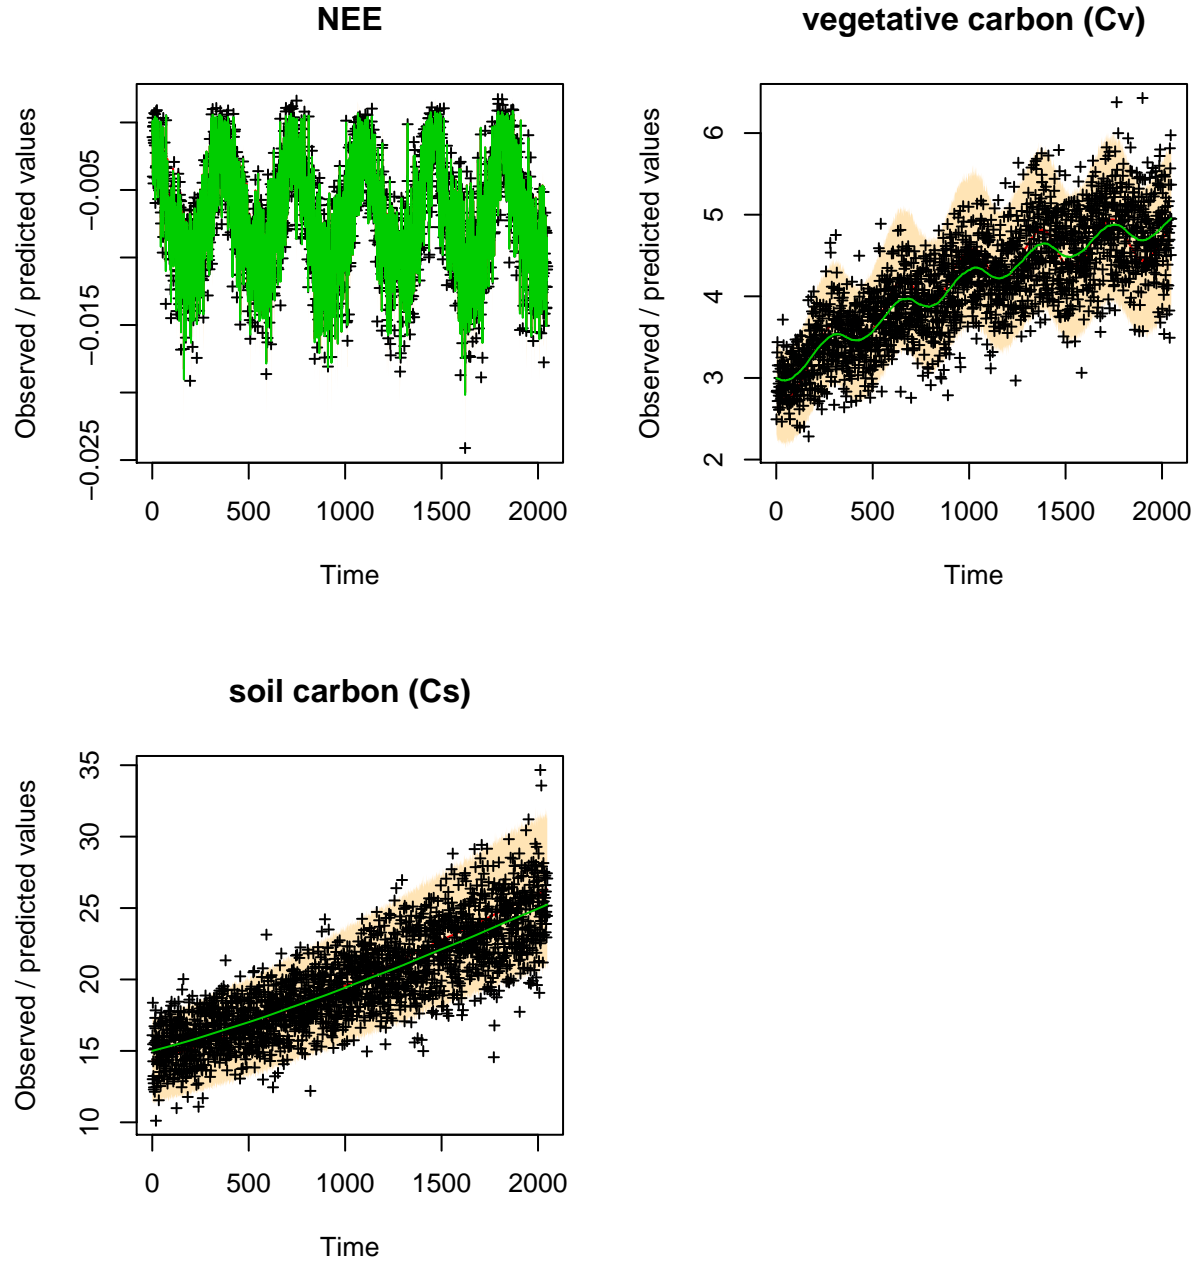 NEE
Observed / predicted values
−0.005
−0.015
−0.025
0 500 1000 1500 2000
Time
vegetative carbon (Cv)
Observed / predicted values
6
5
4
3
2
0 500 1000 1500 2000
Time
soil carbon (Cs)
Observed / predicted values
35
30
25
20
15
10
0 500 1000 1500 2000
Time